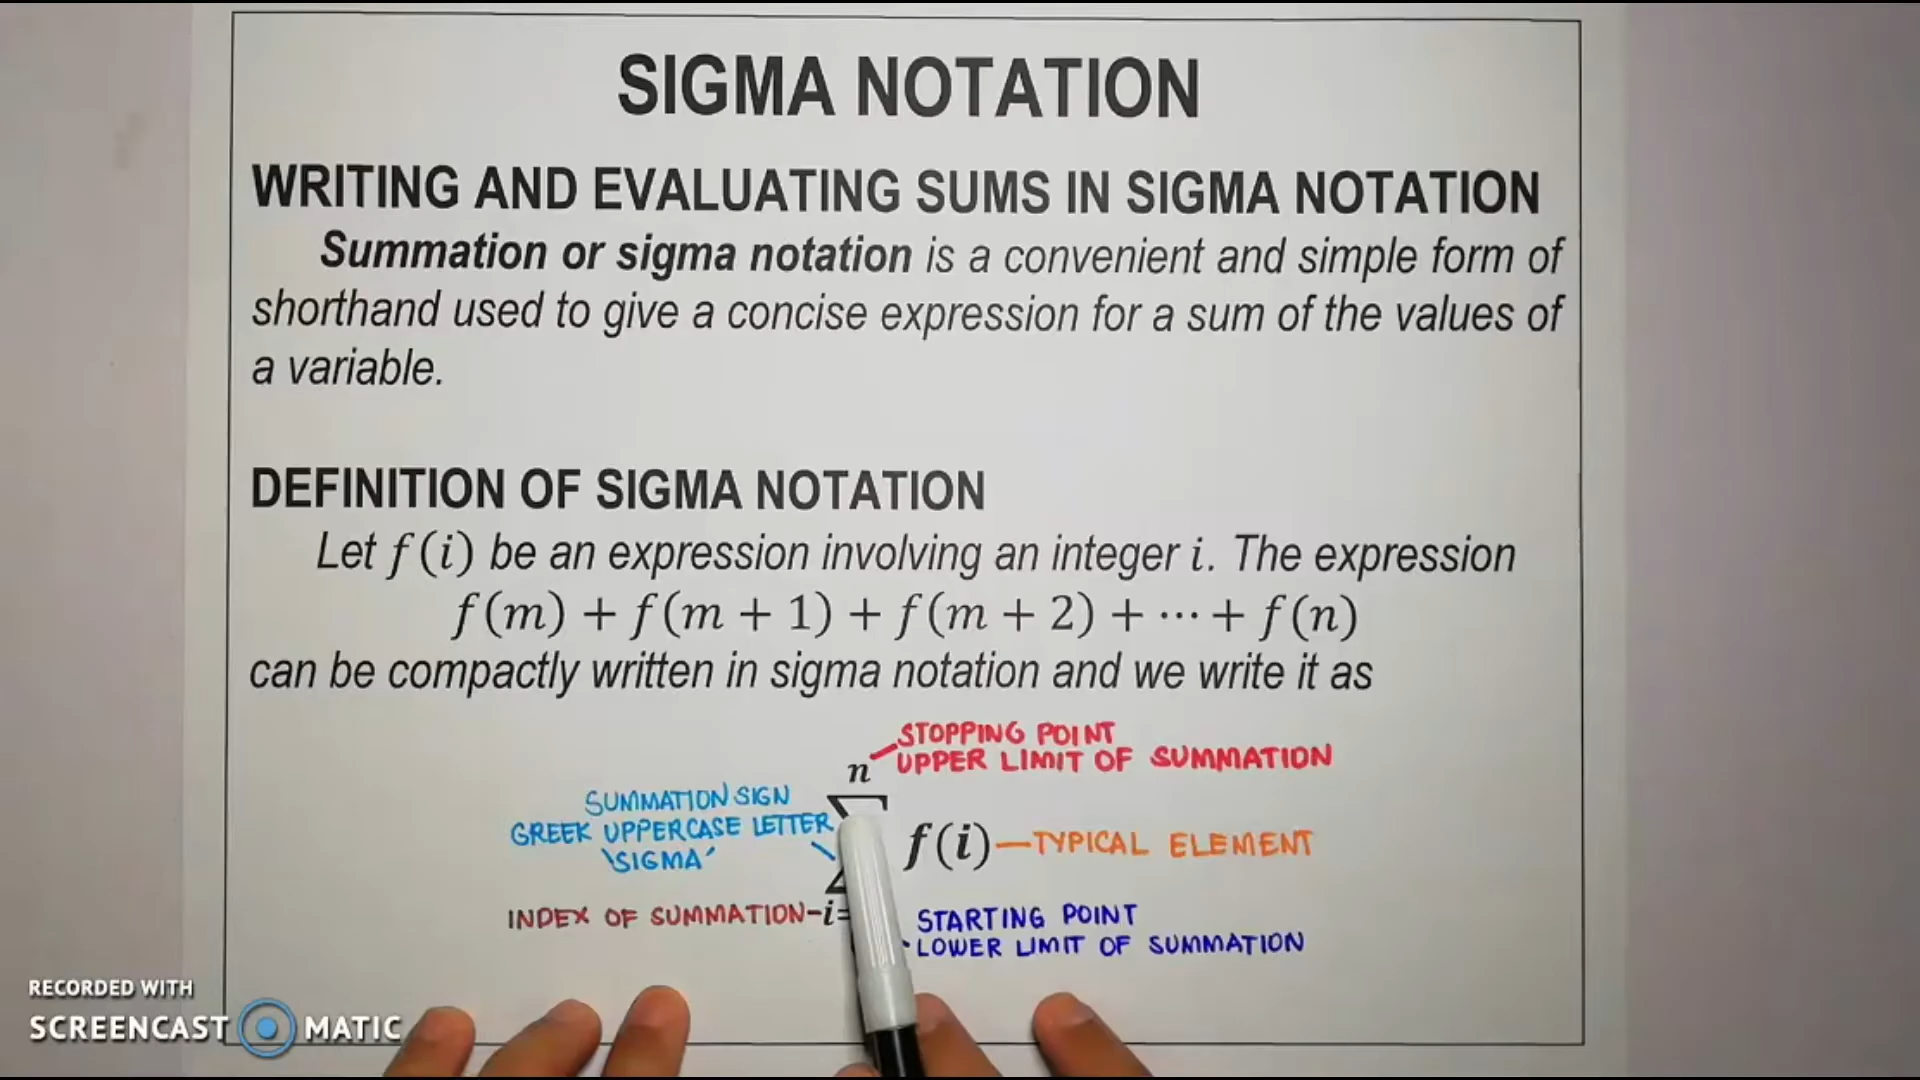 SIGMA NOTATION
WRITING AND EVALUATING SUMS IN SIGMA NOTATION
Summation or sigma notation is a convenient and simple form of
shorthand used to give a concise expression for a sum of the values of
a variable.
DEFINITION OF SIGMA NOTATION
Let f(i) be an expression involving an integer i. The expression
f(m) + f(m + 1) + f(m + 2) + ⋯ + f(n)
can be compactly written in sigma notation and we write it as
STOPPING POINT
n UPPER LIMIT OF SUMMATION
SUMMATION SIGN
GREEK UPPERCASE LETTER
'SIGMA'
∑ f(i) — TYPICAL ELEMENT
INDEX OF SUMMATION - i=
STARTING POINT
LOWER LIMIT OF SUMMATION
RECORDED WITH
SCREENCAST MATIC